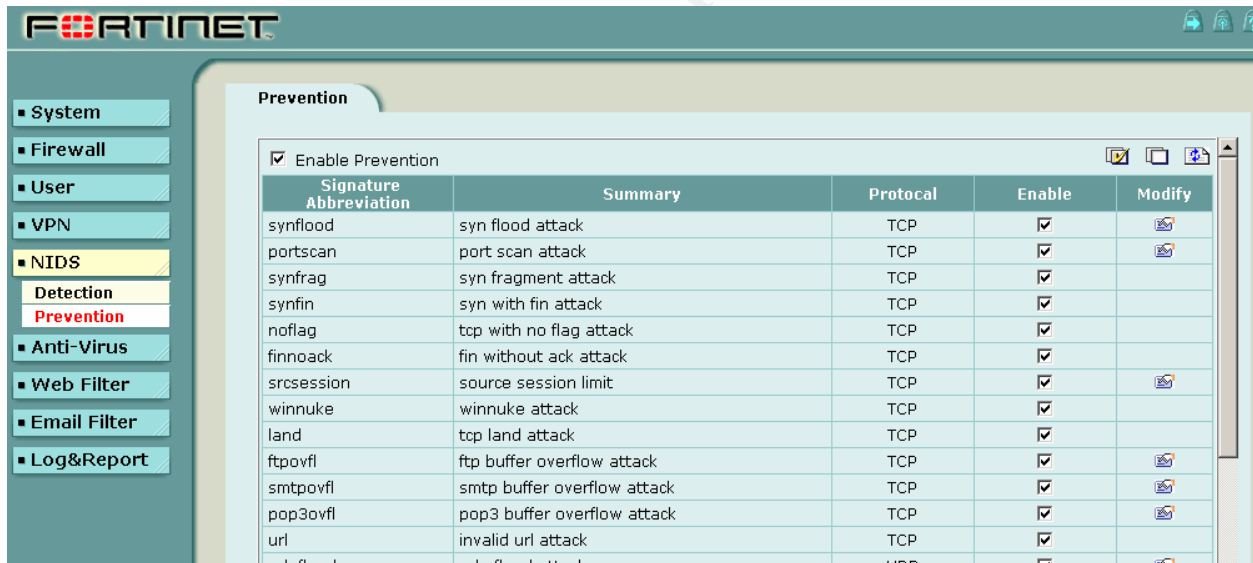 FORTINET
System
Firewall
User
VPN
NIDS
Detection
Prevention
Anti-Virus
Web Filter
Email Filter
Log&Report
Prevention
Enable Prevention
Signature Abbreviation Summary Protocal Enable Modify
synflood syn flood attack TCP
portscan port scan attack TCP
synfrag syn fragment attack TCP
synfin syn with fin attack TCP
noflag tcp with no flag attack TCP
finnoack fin without ack attack TCP
srcsession source session limit TCP
winnuke winnuke attack TCP
land tcp land attack TCP
ftpovfl ftp buffer overflow attack TCP
smtpovfl smtp buffer overflow attack TCP
pop3ovfl pop3 buffer overflow attack TCP
url invalid url attack TCP